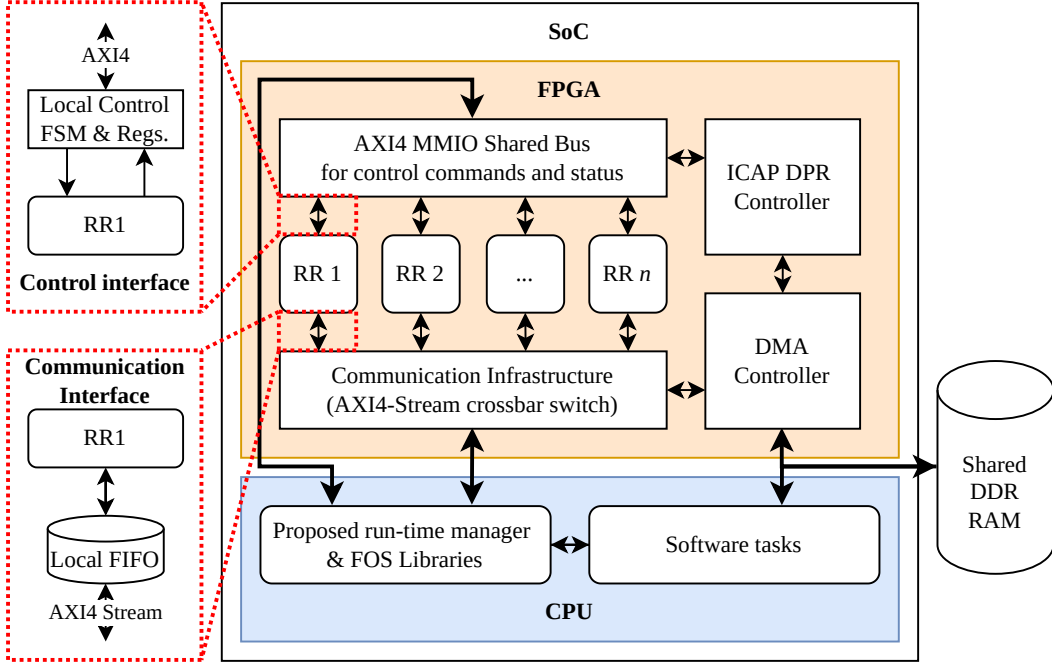 SoC
AXI4
Local Control
FSM & Regs.
RR1
Control interface
Communication
Interface
RR1
Local FIFO
AXI4 Stream
FPGA
AXI4 MMIO Shared Bus
for control commands and status
ICAP DPR
Controller
RR 1
RR 2
...
RR n
Communication Infrastructure
(AXI4-Stream crossbar switch)
DMA
Controller
Proposed run-time manager
& FOS Libraries
Software tasks
CPU
Shared
DDR
RAM